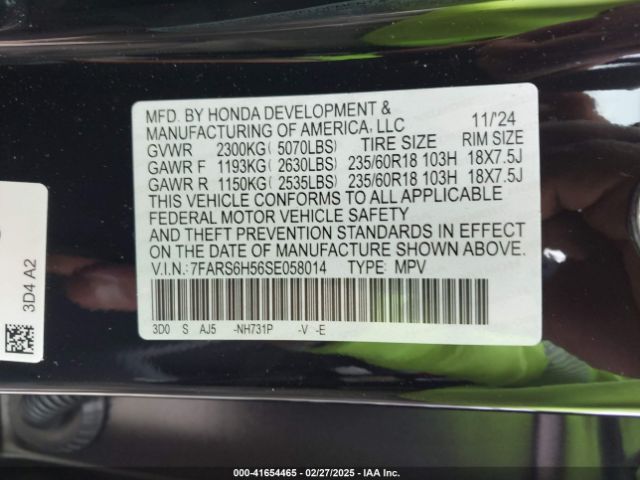 MFD. BY HONDA DEVELOPMENT &
MANUFACTURING OF AMERICA, LLC 11/'24
GVWR 2300KG( 5070LBS) TIRE SIZE RIM SIZE
GAWR F 1193KG( 2630LBS) 235/60R18 103H 18X7.5J
GAWR R 1150KG( 2535LBS) 235/60R18 103H 18X7.5J
THIS VEHICLE CONFORMS TO ALL APPLICABLE
FEDERAL MOTOR VEHICLE SAFETY
AND THEFT PREVENTION STANDARDS IN EFFECT
ON THE DATE OF MANUFACTURE SHOWN ABOVE.
V.I.N: 7FARS6H56SE058014 TYPE: MPV
3D0 S AJ5 -NH731P -V -E
3D4 A2
000-41654465 - 02/27/2025 - IAA Inc.